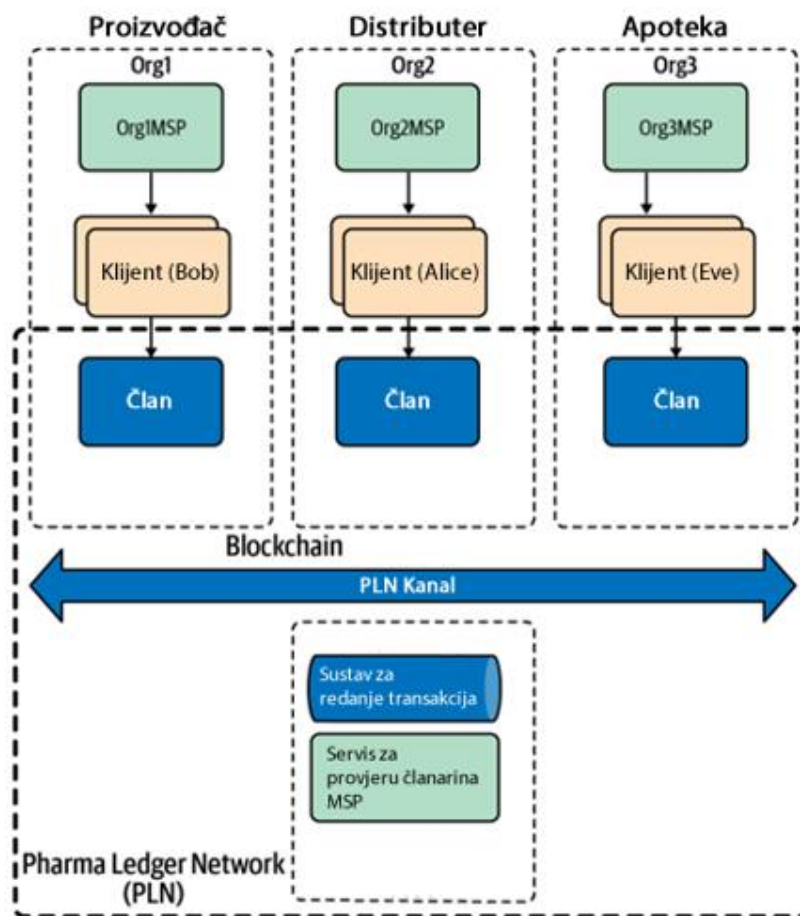 Proizvođač
Distributer
Apoteka
Org1
Org2
Org3
Org1MSP
Org2MSP
Org3MSP
Klijent (Bob)
Klijent (Alice)
Klijent (Eve)
Član
Član
Član
Blockchain
PLN Kanal
Sustav za
redanje transakcija
Servis za
provjeru članarina
MSP
Pharma Ledger Network
(PLN)